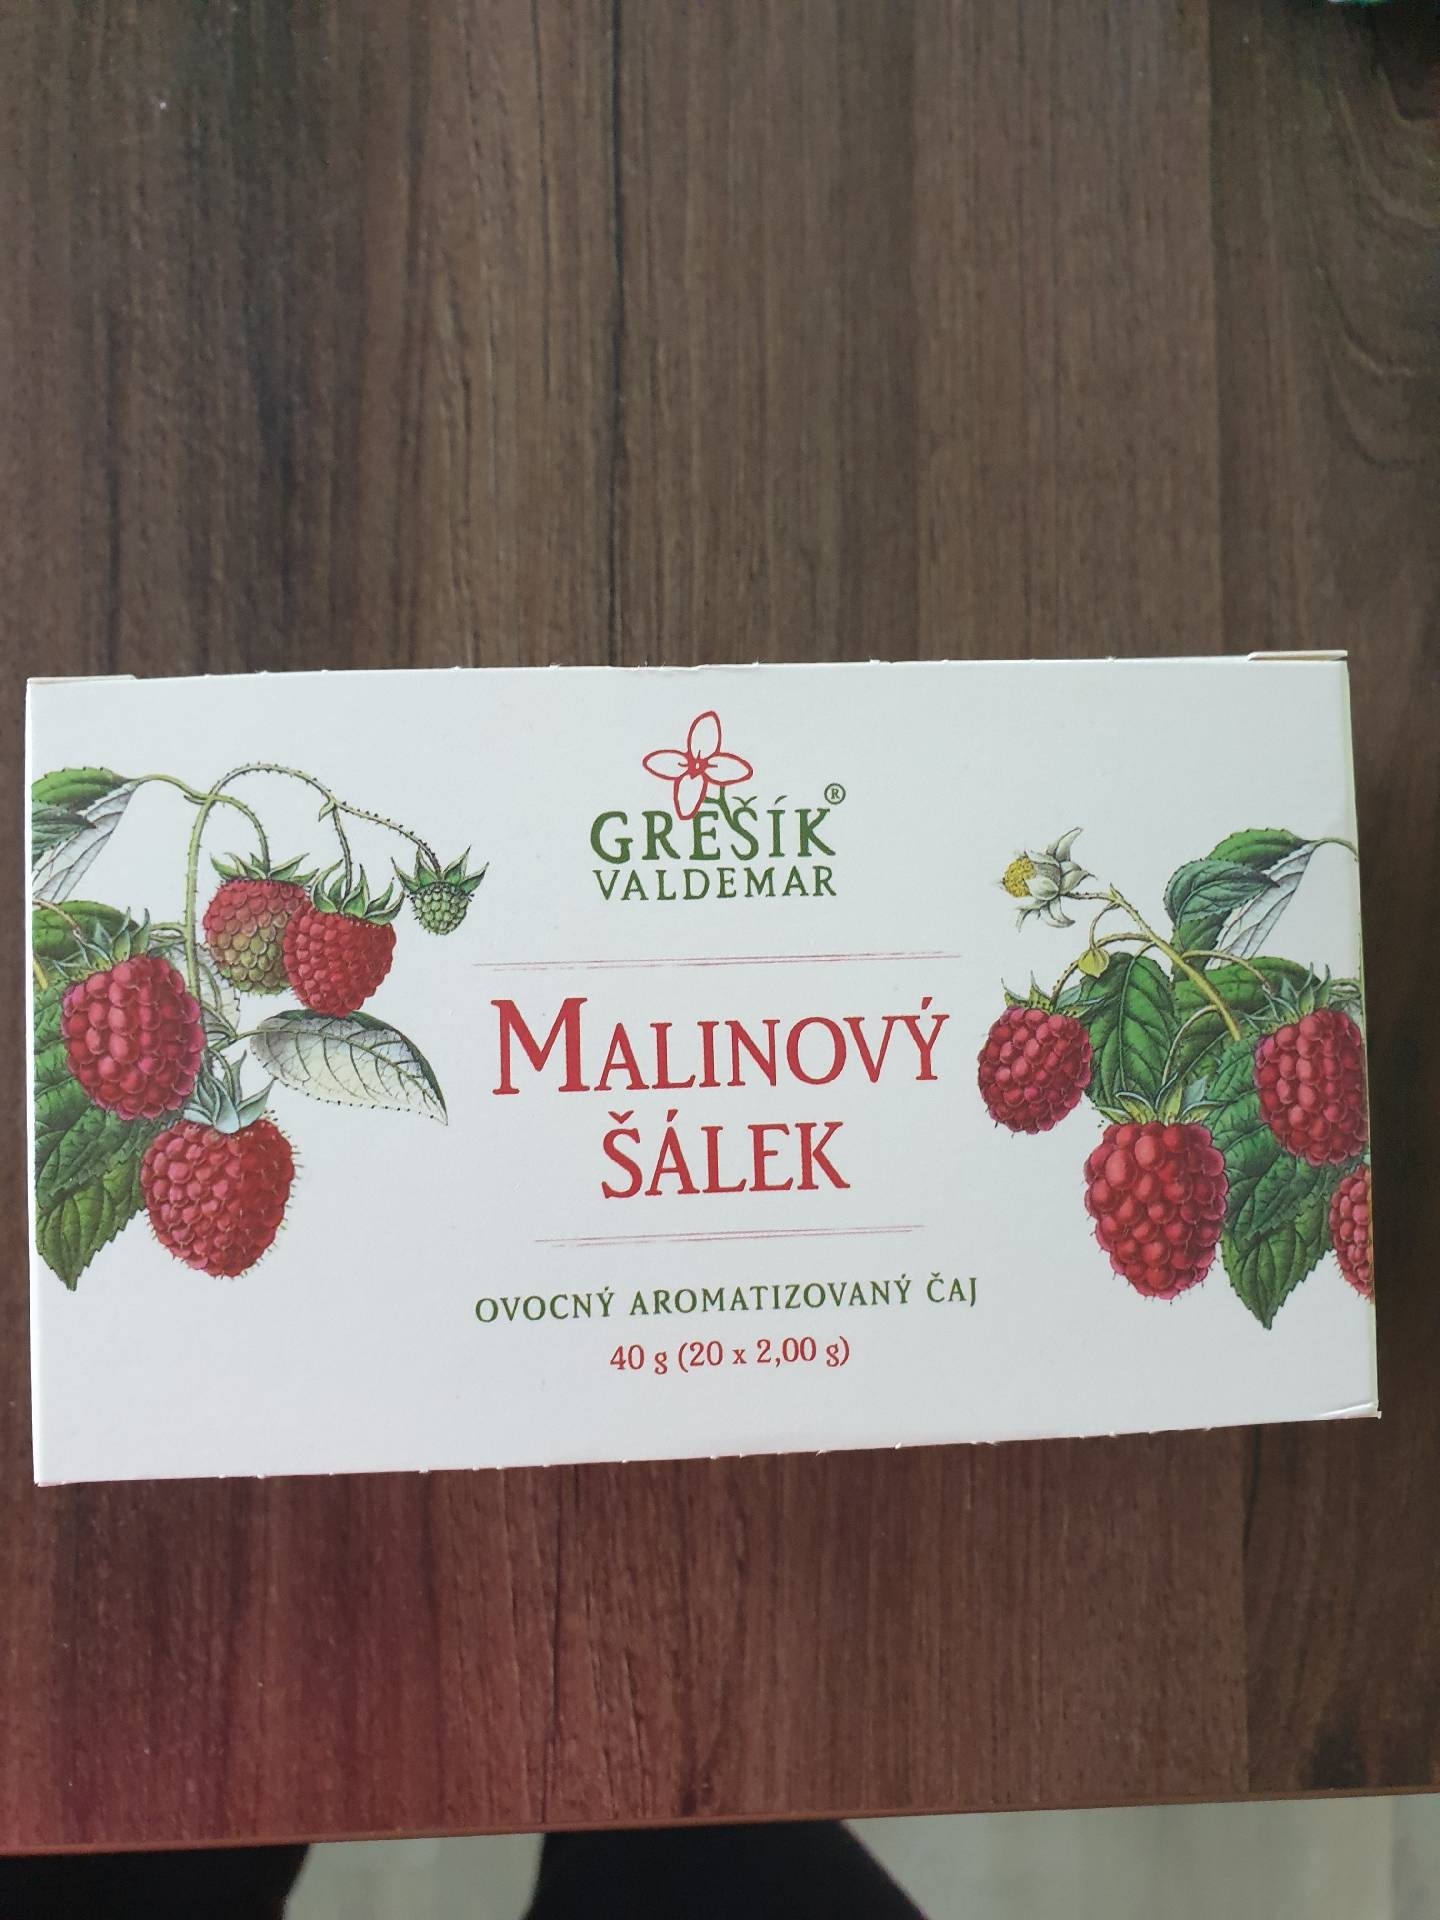 GREŠÍK®
VALDEMAR
MALINOVÝ
ŠÁLEK
OVOCNÝ AROMATIZOVANÝ ČAJ
40 g (20 x 2,00 g)